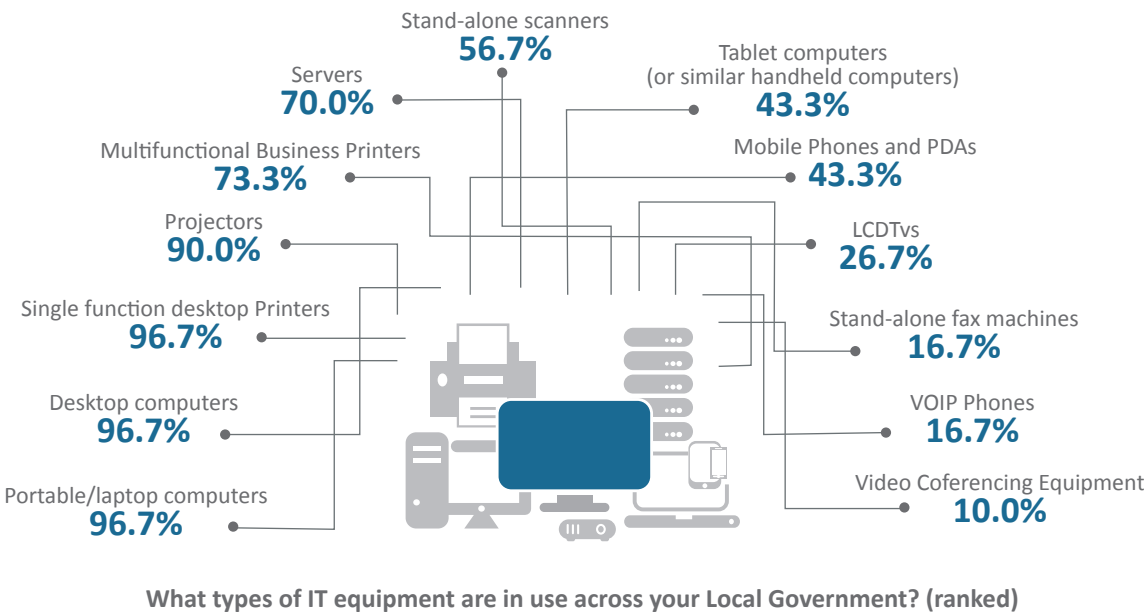 Stand-alone scanners
56.7%
Tablet computers
(or similar handheld computers)
43.3%
Servers
70.0%
Multifunctional Business Printers
73.3%
Mobile Phones and PDAs
43.3%
Projectors
90.0%
LCDTvs
26.7%
Single function desktop Printers
96.7%
Stand-alone fax machines
16.7%
Desktop computers
96.7%
VOIP Phones
16.7%
Portable/laptop computers
96.7%
Video Coferencing Equipment
10.0%
What types of IT equipment are in use across your Local Government? (ranked)